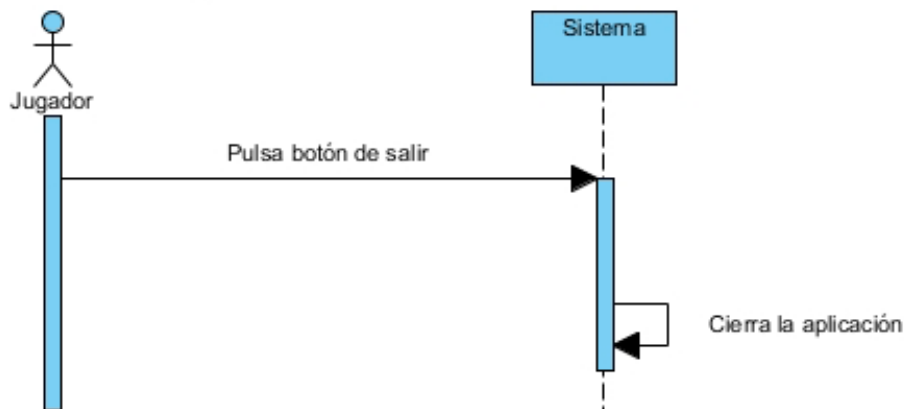 Sistema
Jugador
Pulsa botón de salir
Cierra la aplicación